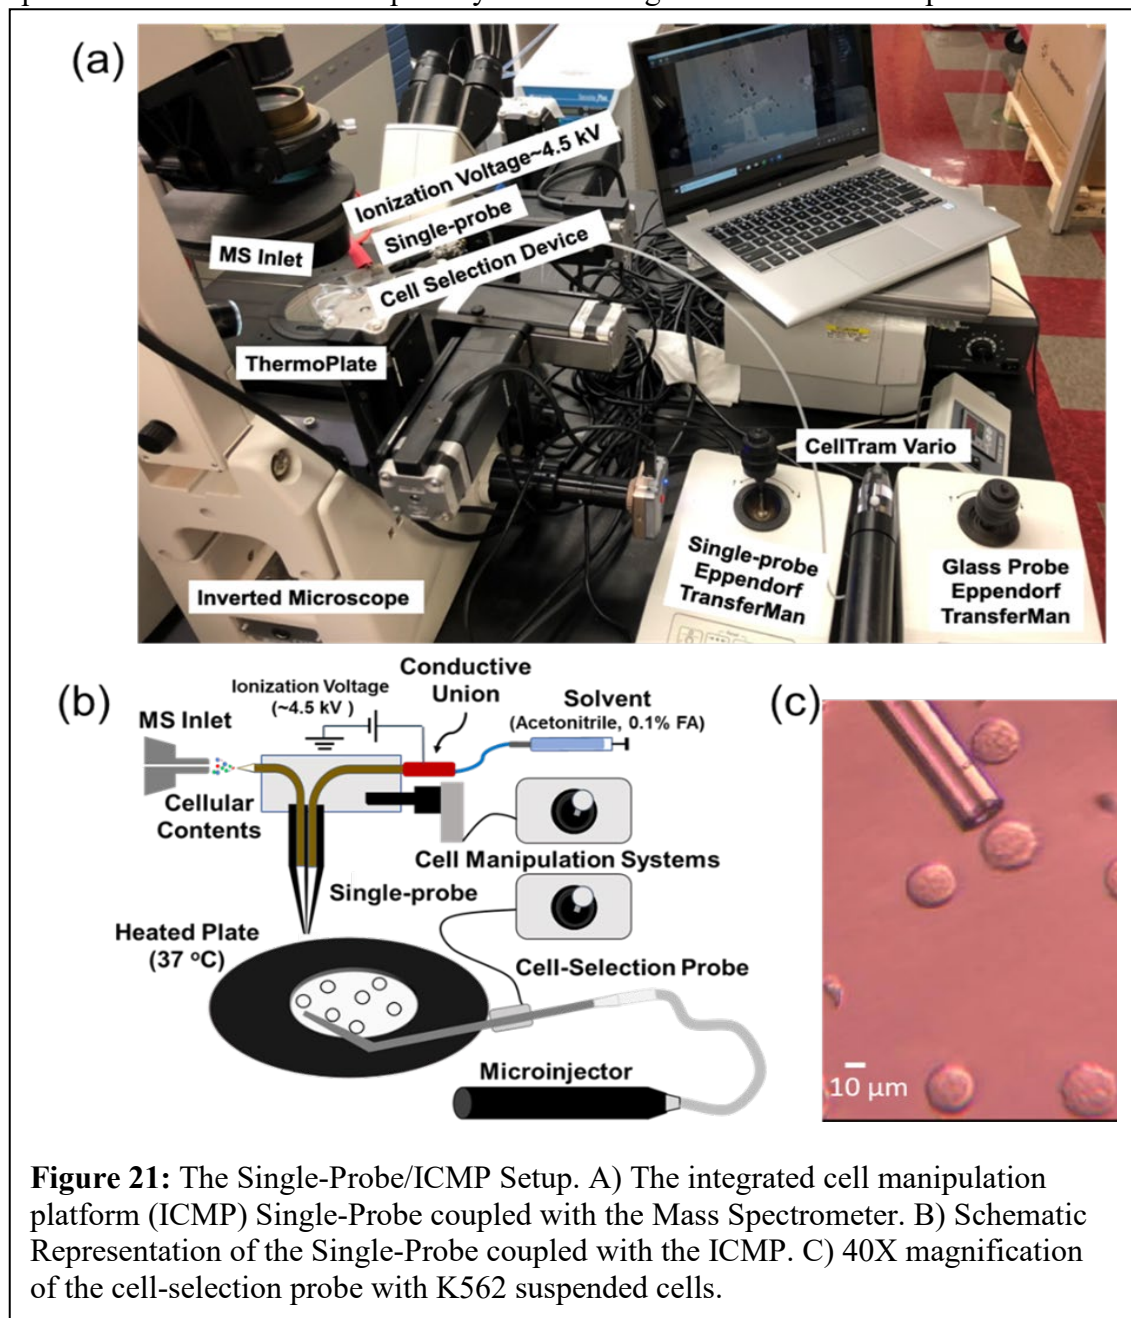 (a)
Ionization Voltage~4.5 kV
Single-probe
MS Inlet
Cell Selection Device
ThermoPlate
CellTram Vario
Single-probe
Eppendorf
TransferMan
Glass Probe
Eppendorf
TransferMan
Inverted Microscope
(b)
Conductive
Union
Ionization Voltage
(~4.5 kV )
MS Inlet
Solvent
(Acetonitrile, 0.1% FA)
Cellular
Contents
Cell Manipulation Systems
Single-probe
Heated Plate
(37 ºC)
Cell-Selection Probe
Microinjector
(c)
10 µm
Figure 21: The Single-Probe/ICMP Setup. A) The integrated cell manipulation
platform (ICMP) Single-Probe coupled with the Mass Spectrometer. B) Schematic
Representation of the Single-Probe coupled with the ICMP. C) 40X magnification
of the cell-selection probe with K562 suspended cells.